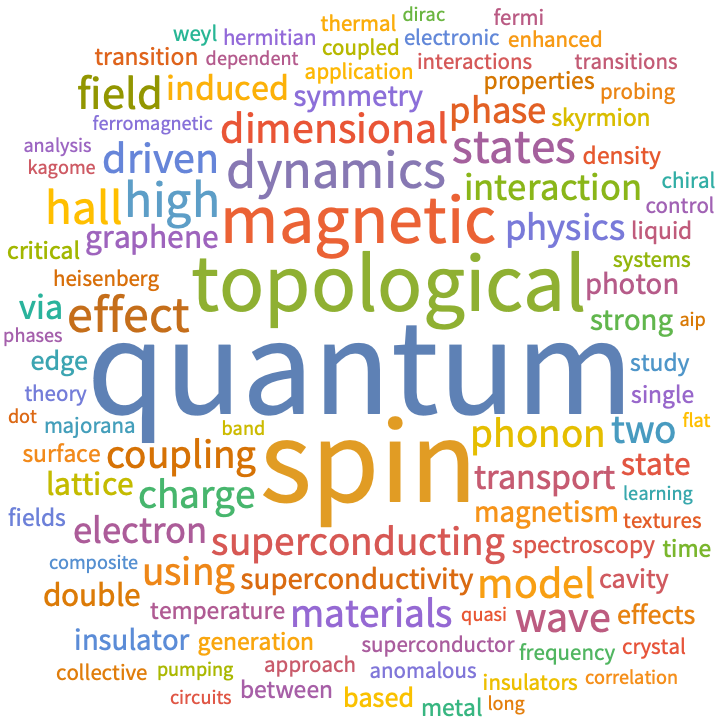 dirac fermi
weyl hermitian thermal coupled electronic enhanced
transition dependent application interactions transitions
field induced symmetry phase properties probing
ferromagnetic dimensional skyrmion
analysis driven dynamics states density
kagome hall high interaction chiral
graphene magnetic physics liquid control
critical heisenberg topological photon systems
via effect strong aip
phases edge quantum study
theory single
dot majorana band spin phonon two flat
surface coupling transport state
lattice charge learning
fields electron magnetism textures
superconducting spectroscopy time
composite using superconductivity model cavity
double temperature materials quasi wave effects
insulator generation superconductor frequency crystal
collective pumping approach anomalous insulators correlation
circuits between based metal long